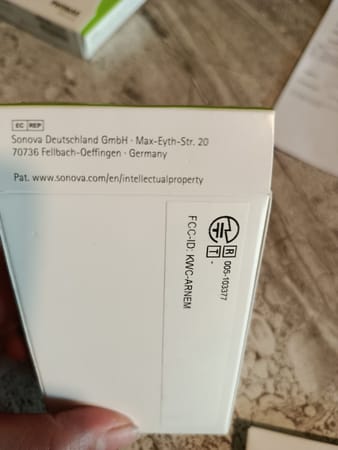 EC REP
Sonova Deutschland GmbH · Max-Eyth-Str. 20
70736 Fellbach-Oeffingen · Germany
Pat. www.sonova.com/en/intellectualproperty
R 005-103377
T -
FCC-ID: KWC-ARNEM